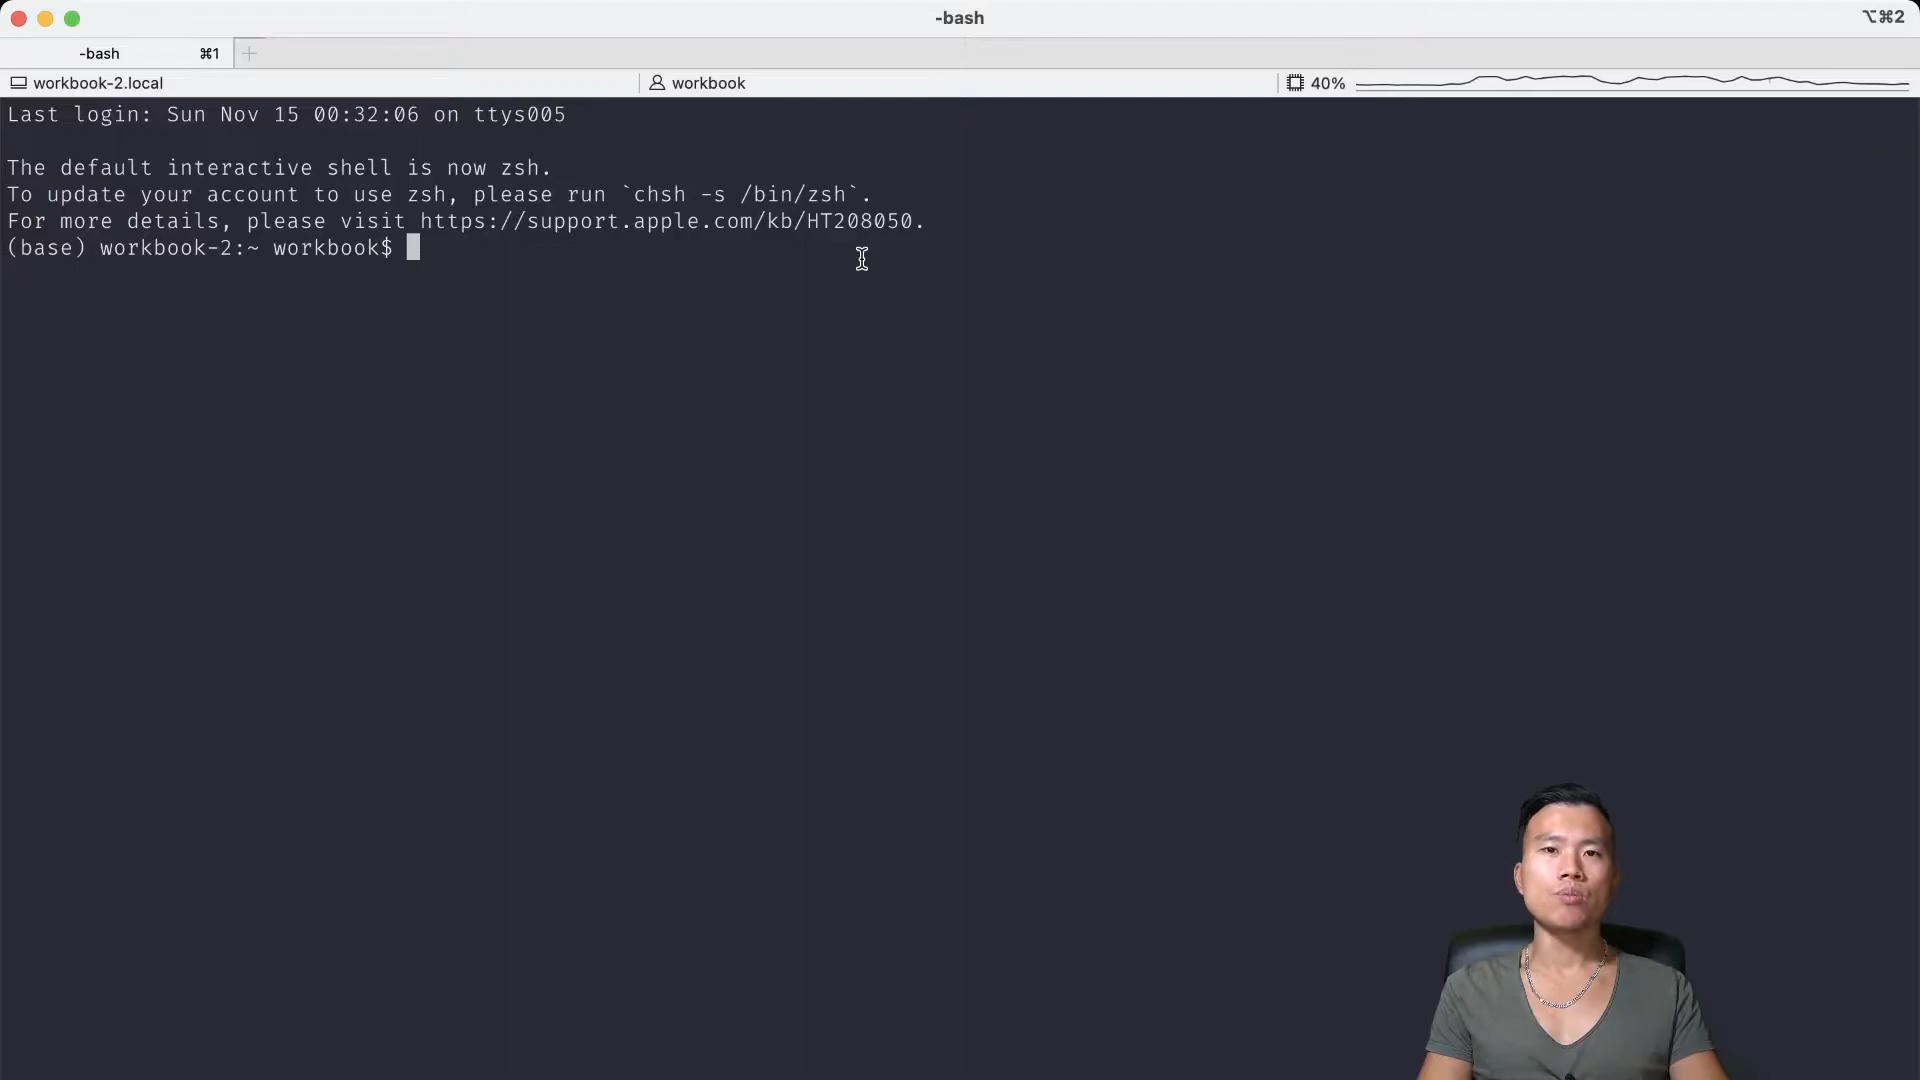 -bash
⌥⌘2
-bash ⌘1
workbook-2.local
workbook
40%
Last login: Sun Nov 15 00:32:06 on ttys005
The default interactive shell is now zsh.
To update your account to use zsh, please run `chsh -s /bin/zsh`.
For more details, please visit https://support.apple.com/kb/HT208050.
(base) workbook-2:~ workbook$